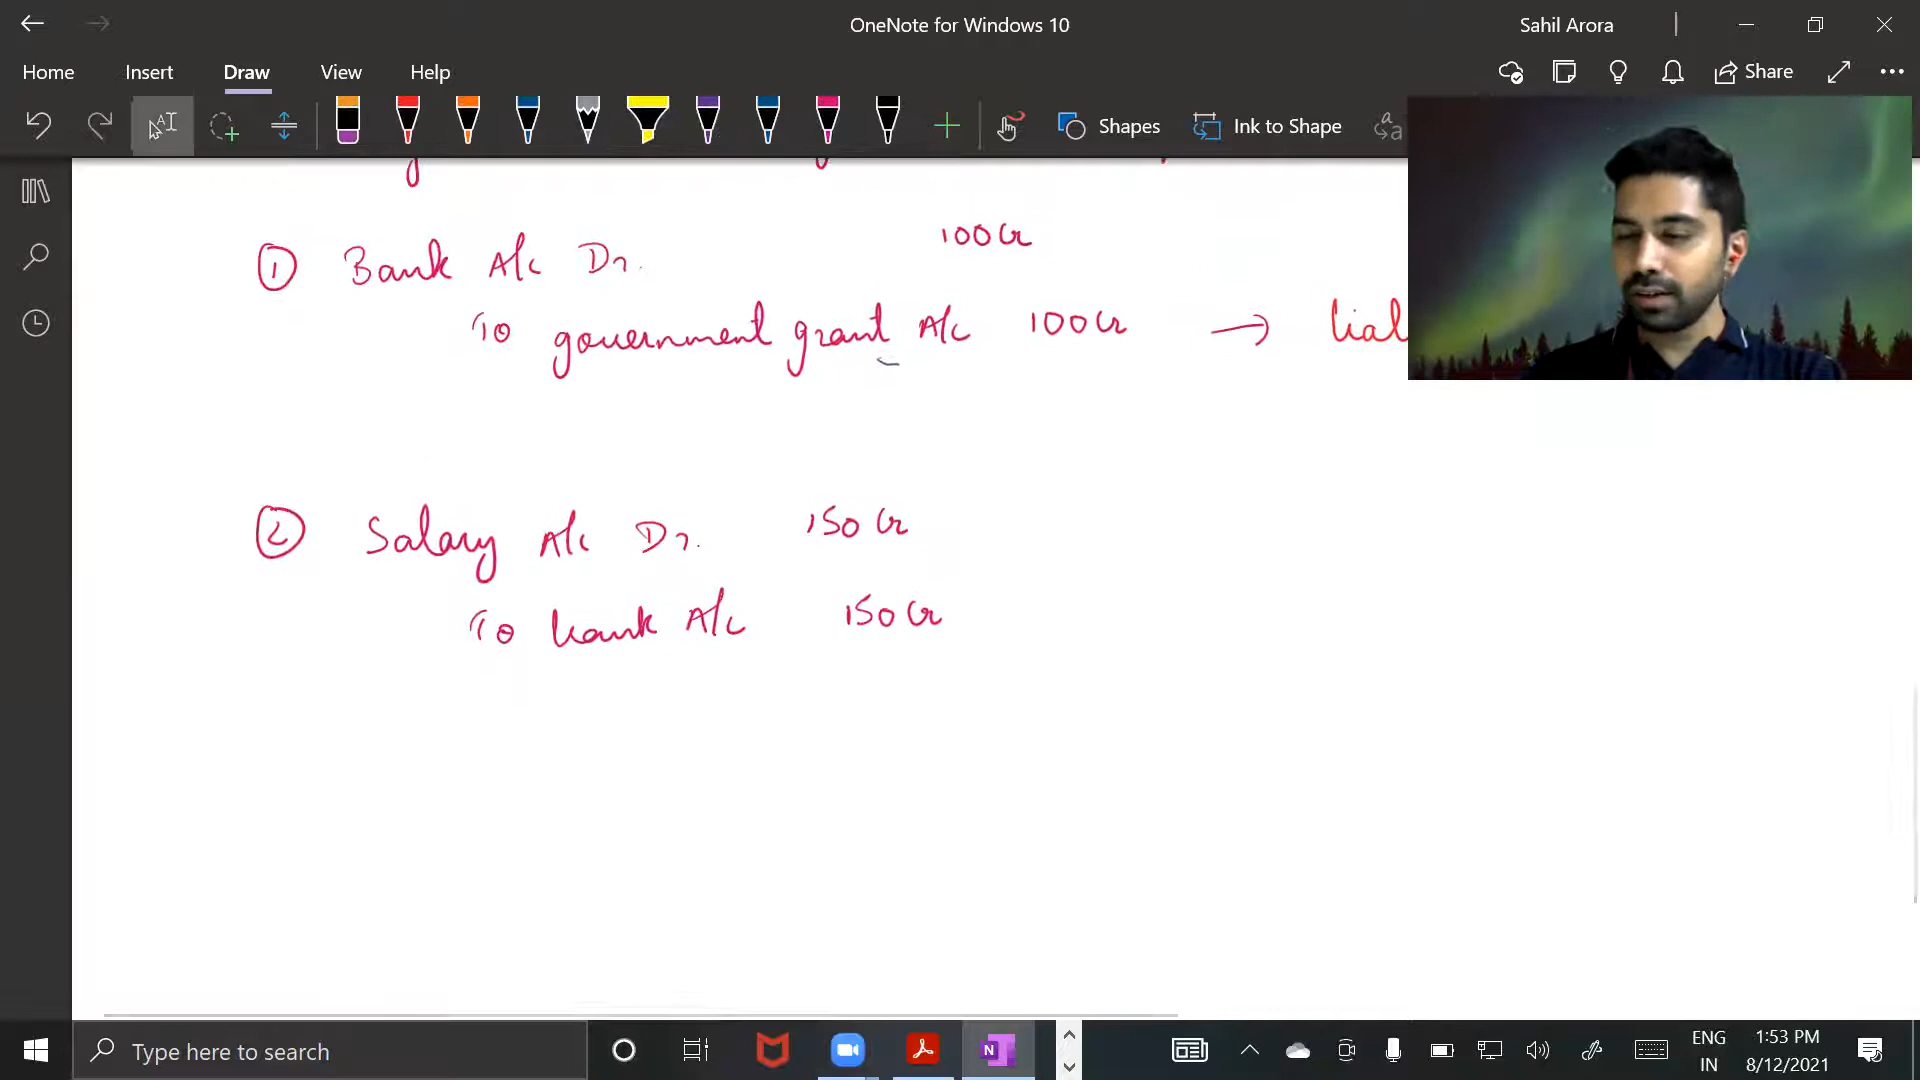 OneNote for Windows 10
Sahil Arora
Home Insert Draw View Help
Share
Shapes
Ink to Shape
① Bank A/c Dr. 100 Cr
To government grant A/c 100 Cr → lial
② Salary A/c Dr. 150 Cr
To bank A/c 150 Cr
Type here to search
ENG
IN
1:53 PM
8/12/2021